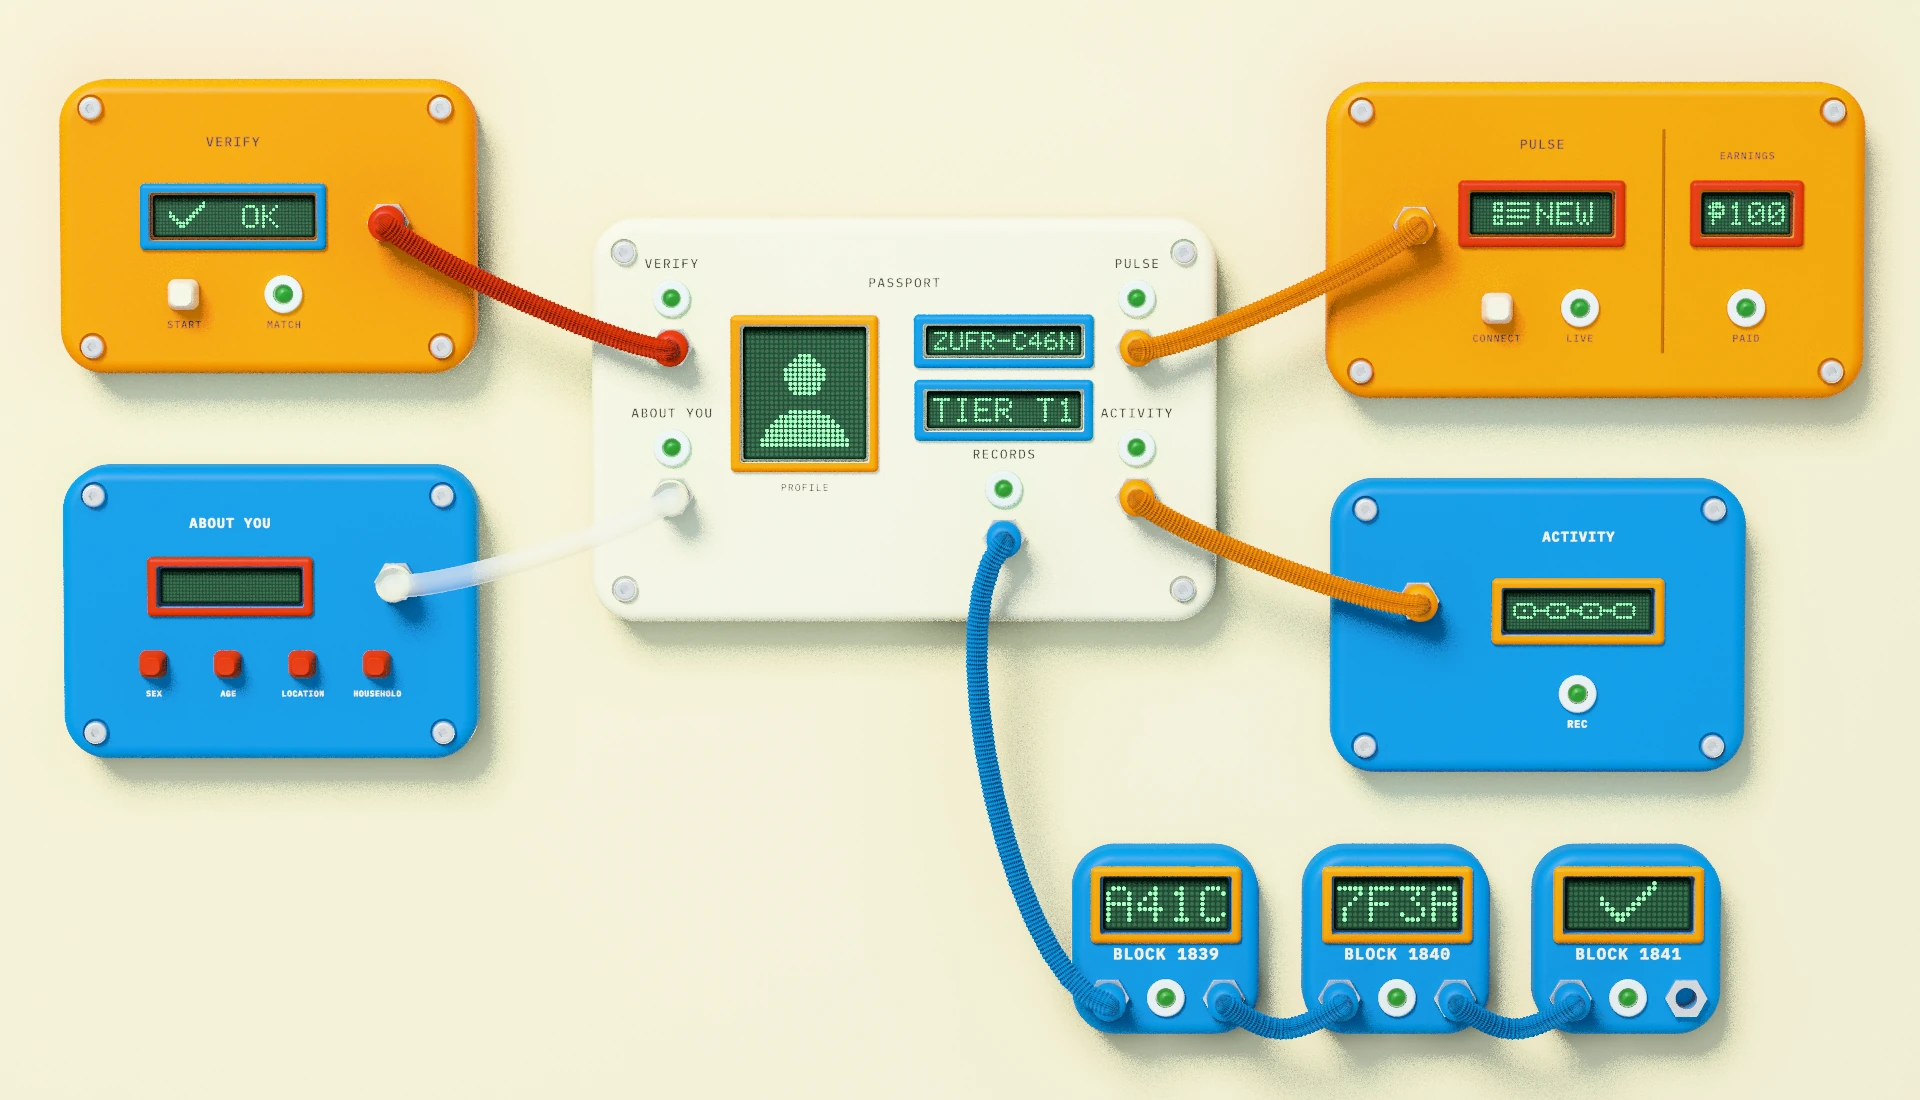 VERIFY
✓ OK
START
MATCH
ABOUT YOU
SEX
AGE
LOCATION
HOUSEHOLD
VERIFY
PASSPORT
PULSE
ZUFR-C46N
TIER T1
ABOUT YOU
ACTIVITY
RECORDS
PROFILE
PULSE
NEW
CONNECT
LIVE
EARNINGS
₱100
PAID
ACTIVITY
REC
A41C
BLOCK 1839
7F3A
BLOCK 1840
✓
BLOCK 1841